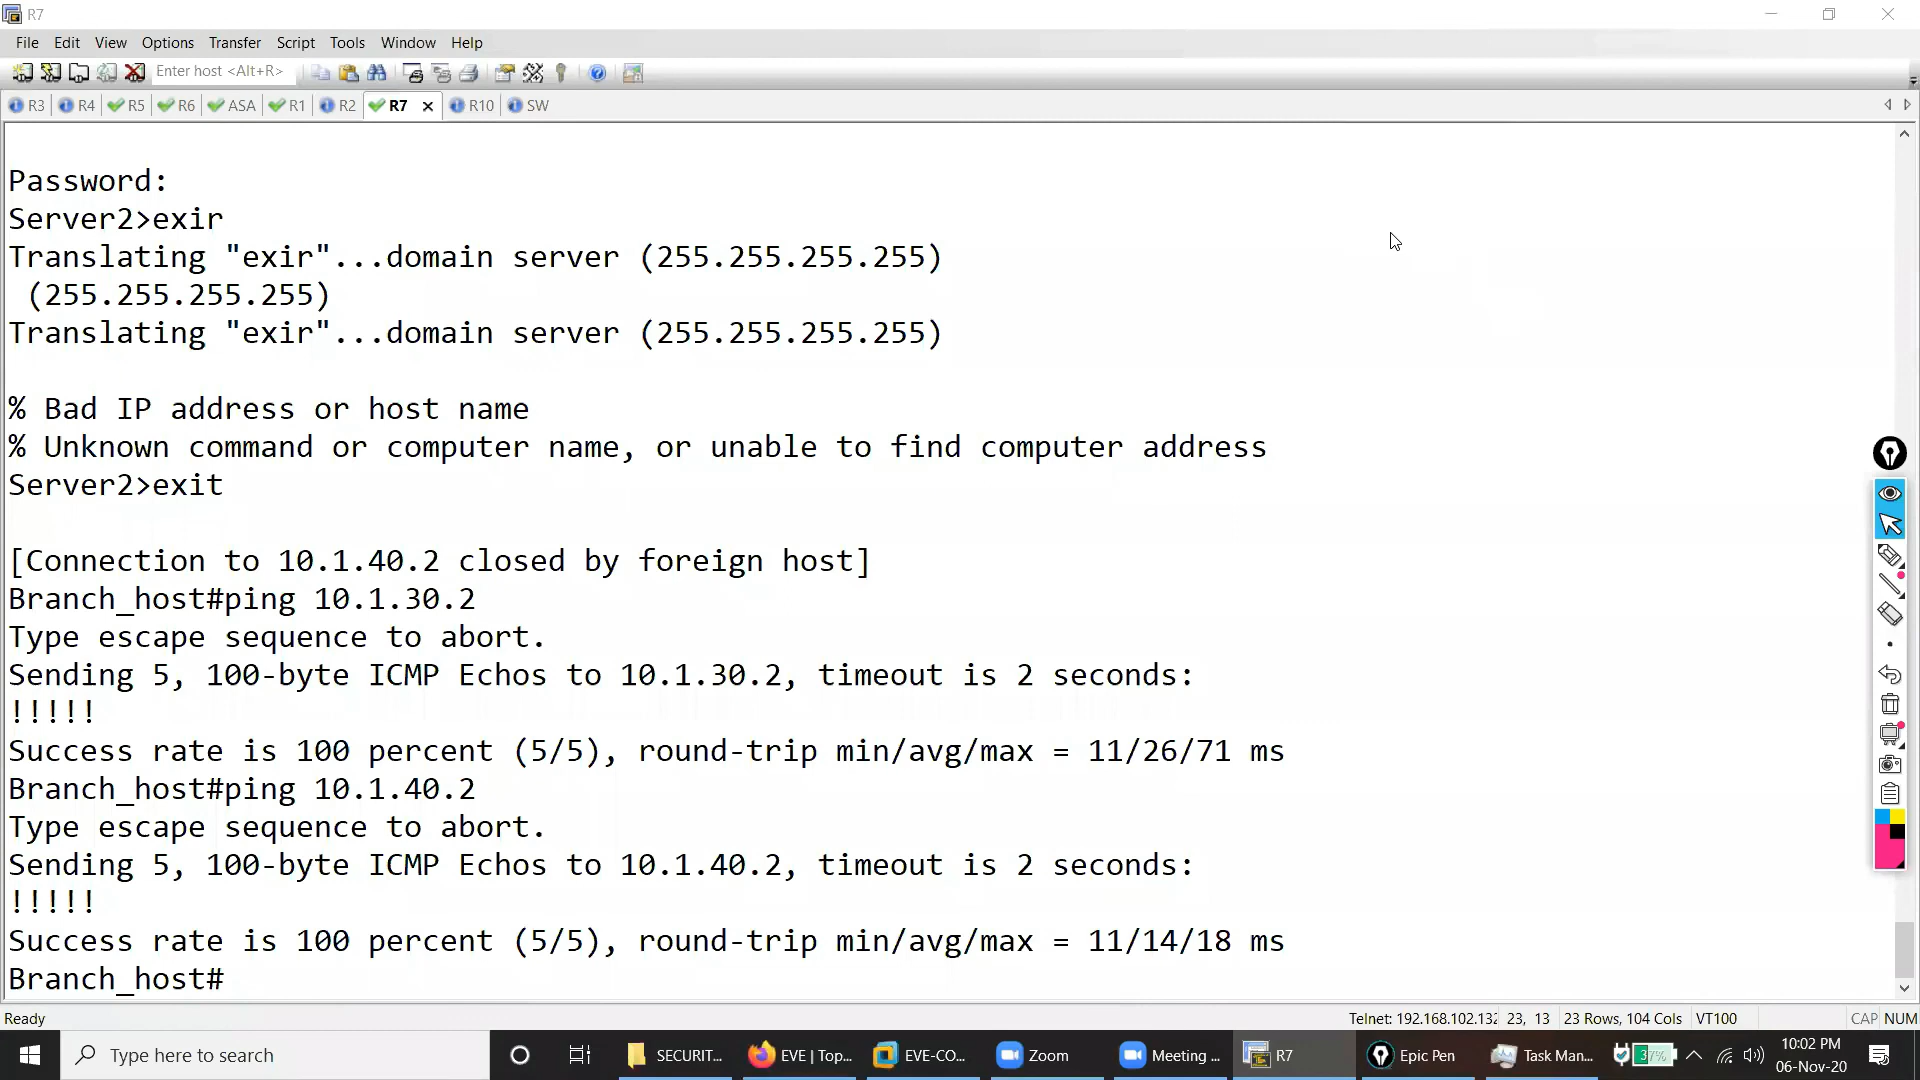 R7
File Edit View Options Transfer Script Tools Window Help
Enter host <Alt+R>
R3 R4 R5 R6 ASA R1 R2 R7 R10 SW
Password:
Server2>exir
Translating "exir"...domain server (255.255.255.255)
(255.255.255.255)
Translating "exir"...domain server (255.255.255.255)
% Bad IP address or host name
% Unknown command or computer name, or unable to find computer address
Server2>exit
[Connection to 10.1.40.2 closed by foreign host]
Branch_host#ping 10.1.30.2
Type escape sequence to abort.
Sending 5, 100-byte ICMP Echos to 10.1.30.2, timeout is 2 seconds:
!!!!!
Success rate is 100 percent (5/5), round-trip min/avg/max = 11/26/71 ms
Branch_host#ping 10.1.40.2
Type escape sequence to abort.
Sending 5, 100-byte ICMP Echos to 10.1.40.2, timeout is 2 seconds:
!!!!!
Success rate is 100 percent (5/5), round-trip min/avg/max = 11/14/18 ms
Branch_host#
Ready Telnet: 192.168.102.132 23, 13 23 Rows, 104 Cols VT100 CAP NUM
Type here to search SECURIT... EVE | Top... EVE-CO... Zoom Meeting ... R7 Epic Pen Task Man... 37% 10:02 PM
06-Nov-20